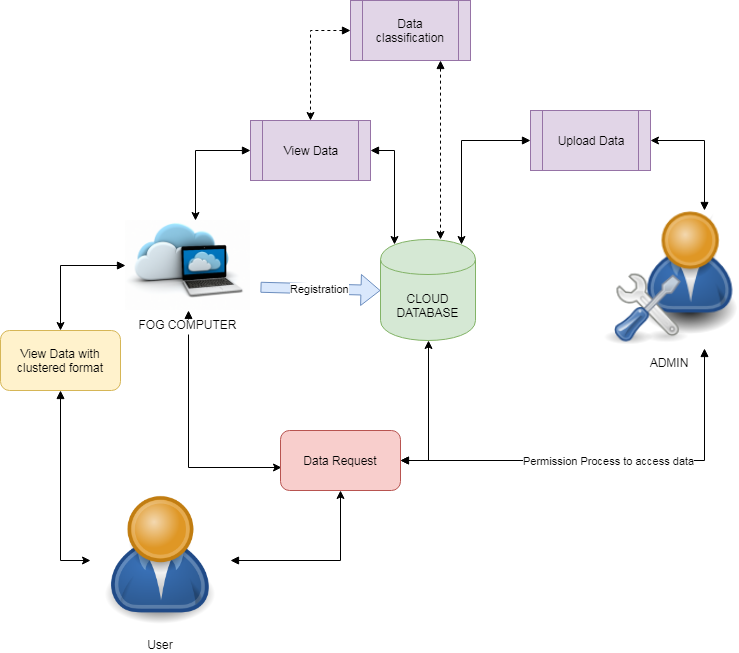 Data
classification
View Data
Upload Data
Registration
CLOUD
DATABASE
FOG COMPUTER
View Data with
clustered format
ADMIN
Data Request
Permission Process to access data
User